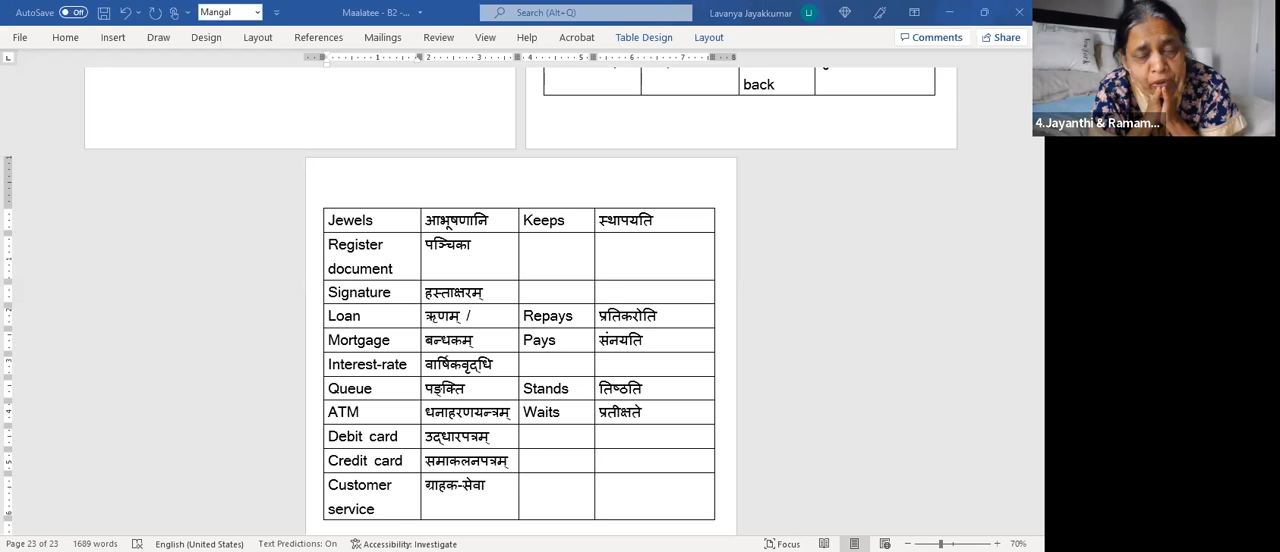 AutoSave Off Mangal Maalatee - B2 -... Search (Alt+Q) Lavanya Jayakkumar LJ
File Home Insert Draw Design Layout References Mailings Review View Help Acrobat Table Design Layout Comments Share
back
4.Jayanthi & Ramam...
Jewels आभूषणानि Keeps स्थापयति
Register पञ्चिका
document
Signature हस्ताक्षरम्
Loan ऋणम् / Repays प्रतिकरोति
Mortgage बन्धकम् Pays संनयति
Interest-rate वार्षिकवृद्धि
Queue पङ्क्ति Stands तिष्ठति
ATM धनाहरणयन्त्रम् Waits प्रतीक्षते
Debit card उद्धारपत्रम्
Credit card समाकलनपत्रम्
Customer ग्राहक-सेवा
service
Page 23 of 23 1689 words English (United States) Text Predictions: On Accessibility: Investigate Focus 70%